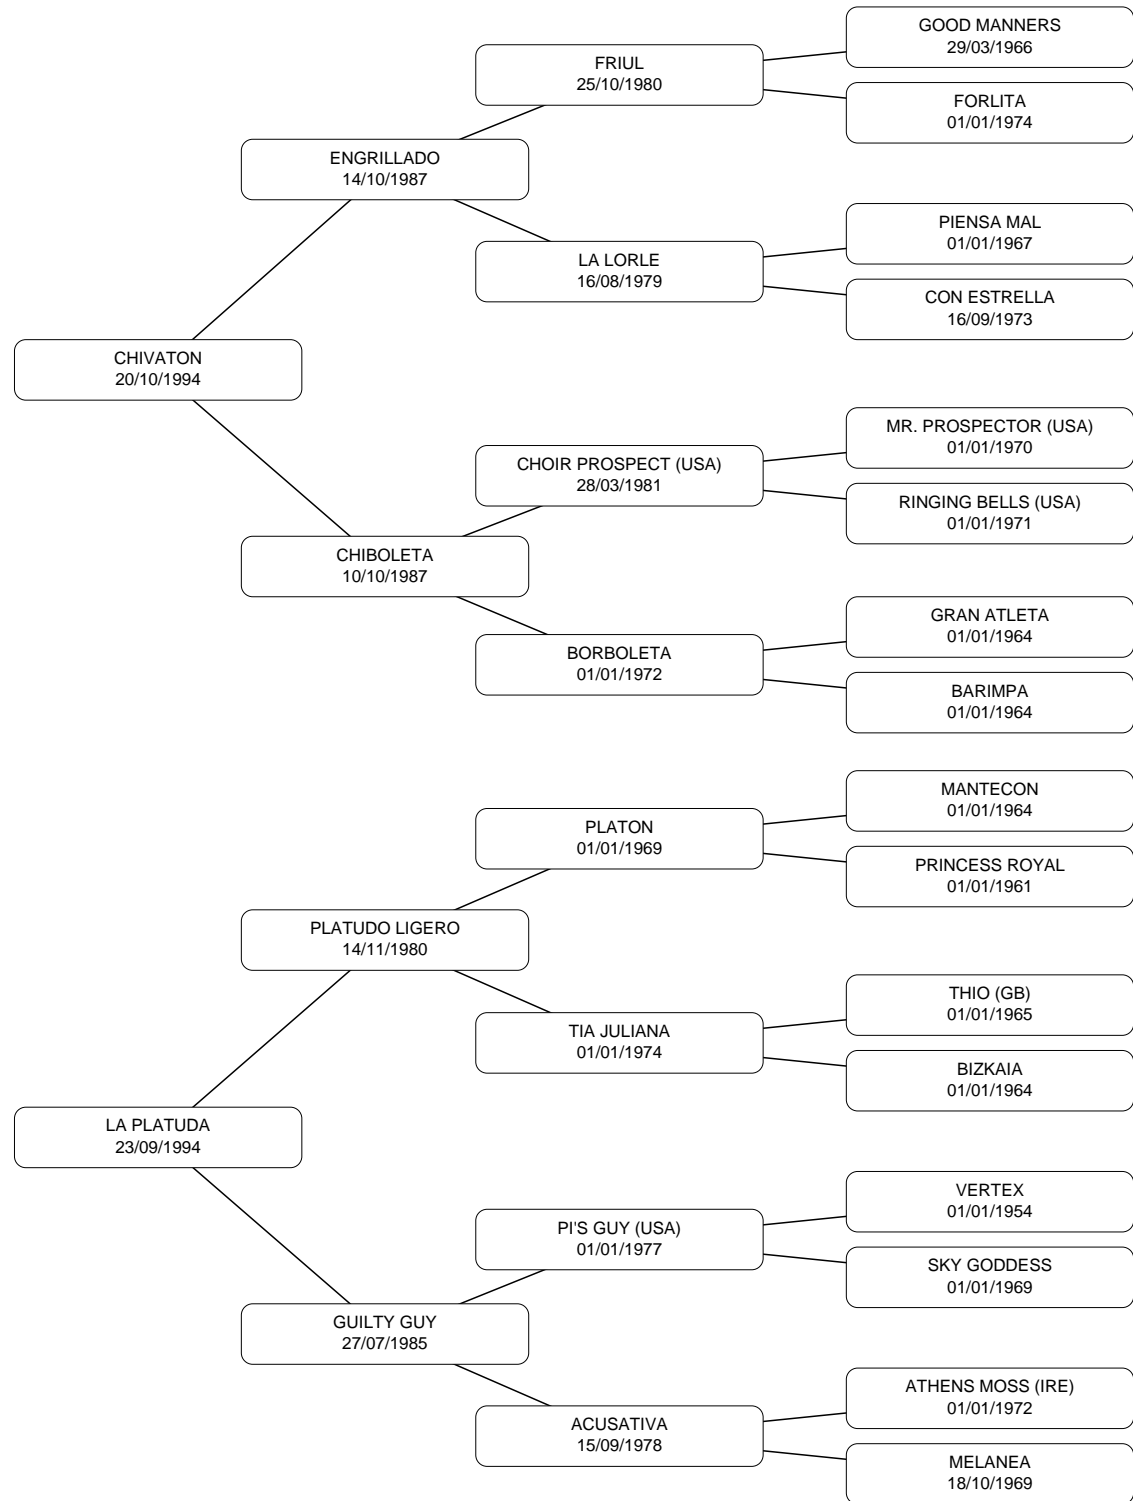 GOOD MANNERS
29/03/1966
FRIUL
25/10/1980
FORLITA
01/01/1974
ENGRILLADO
14/10/1987
PIENSA MAL
01/01/1967
LA LORLE
16/08/1979
CON ESTRELLA
16/09/1973
CHIVATON
20/10/1994
MR. PROSPECTOR (USA)
01/01/1970
CHOIR PROSPECT (USA)
28/03/1981
RINGING BELLS (USA)
01/01/1971
CHIBOLETA
10/10/1987
GRAN ATLETA
01/01/1964
BORBOLETA
01/01/1972
BARIMPA
01/01/1964
MANTECON
01/01/1964
PLATON
01/01/1969
PRINCESS ROYAL
01/01/1961
PLATUDO LIGERO
14/11/1980
THIO (GB)
01/01/1965
TIA JULIANA
01/01/1974
BIZKAIA
01/01/1964
LA PLATUDA
23/09/1994
VERTEX
01/01/1954
PI'S GUY (USA)
01/01/1977
SKY GODDESS
01/01/1969
GUILTY GUY
27/07/1985
ATHENS MOSS (IRE)
01/01/1972
ACUSATIVA
15/09/1978
MELANEA
18/10/1969